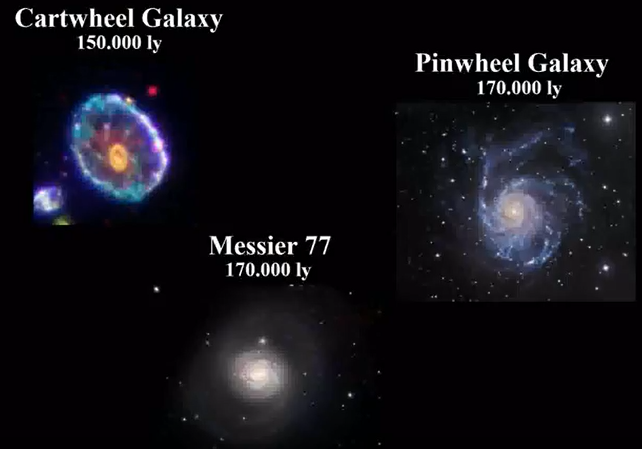 Cartwheel Galaxy
150.000 ly
Pinwheel Galaxy
170.000 ly
Messier 77
170.000 ly